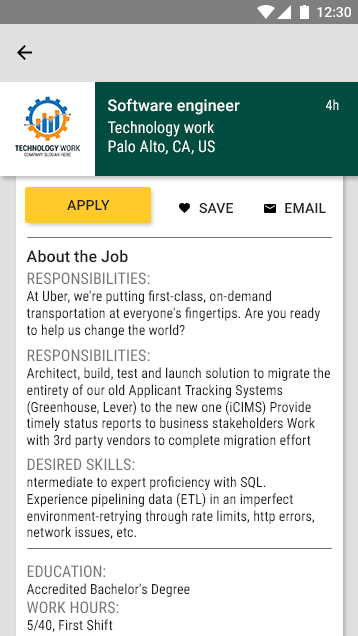 12:30
Software engineer
4h
Technology work
Palo Alto, CA, US
TECHNOLOGY WORK
COMPANY SLOGAN HERE
APPLY
SAVE
EMAIL
About the Job
RESPONSIBILITIES:
At Uber, we're putting first-class, on-demand
transportation at everyone's fingertips. Are you ready
to help us change the world?
RESPONSIBILITIES:
Architect, build, test and launch solution to migrate the
entirety of our old Applicant Tracking Systems
(Greenhouse, Lever) to the new one (iCIMS) Provide
timely status reports to business stakeholders Work
with 3rd party vendors to complete migration effort
DESIRED SKILLS:
ntermediate to expert proficiency with SQL.
Experience pipelining data (ETL) in an imperfect
environment-retrying through rate limits, http errors,
network issues, etc.
EDUCATION:
Accredited Bachelor's Degree
WORK HOURS:
5/40, First Shift